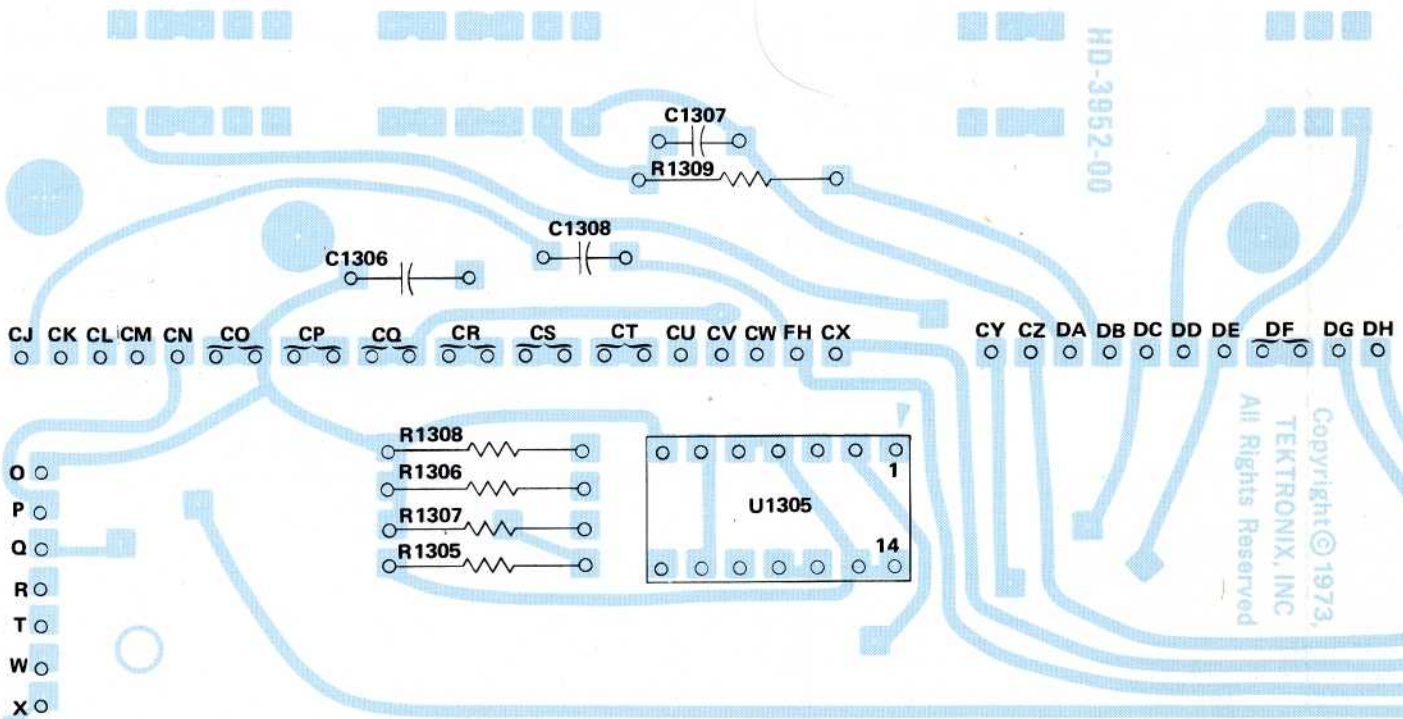 HD-3952-00
C1307
R1309
C1308
C1306
CJ CK CL CM CN CO CP CQ CR CS CT CU CV CW FH CX CY CZ DA DB DC DD DE DF DG DH
R1308
R1306
R1307
R1305
1
U1305
14
O
P
Q
R
T
W
X
Copyright © 1973,
TEKTRONIX, INC
All Rights Reserved